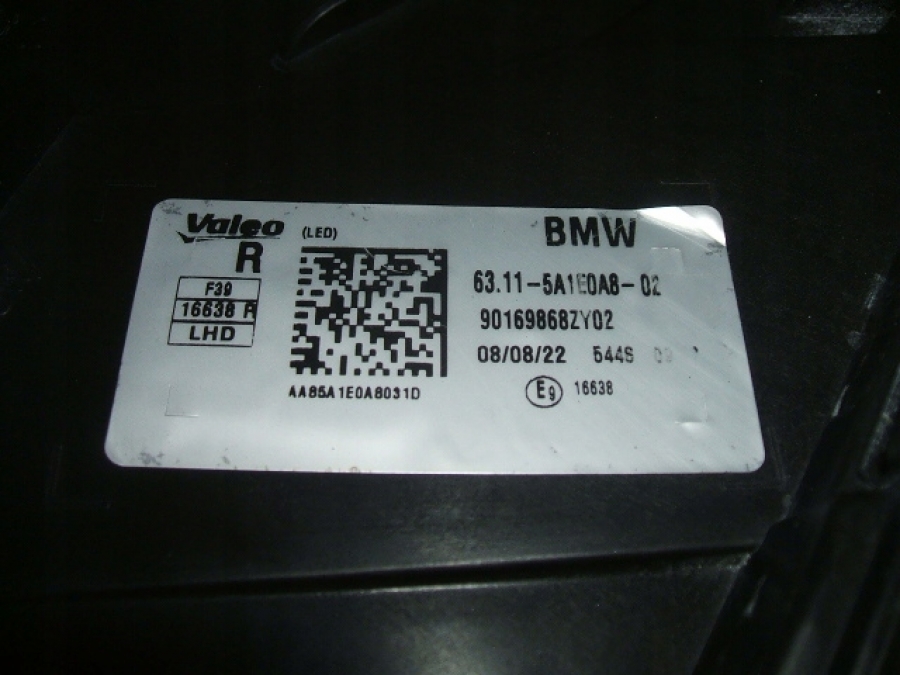 Valeo (LED)
R
F39
16638 R
LHD
AA85A1E0A8031D
BMW
63.11-5A1E0A8-02
90169868ZY02
08/08/22 544S
E9 16638